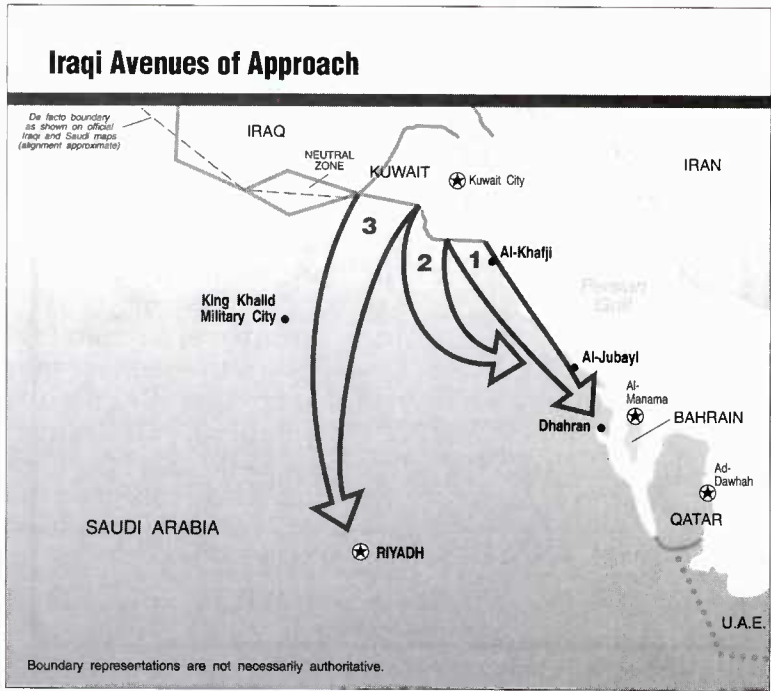 Iraqi Avenues of Approach
De facto boundary
as shown on official
Iraqi and Saudi maps
(alignment approximate)
IRAQ
NEUTRAL
ZONE
KUWAIT
Kuwait City
IRAN
3
2
1
Al-Khafji
Persian
Gulf
King Khalid
Military City
Al-Jubayl
Al-
Manama
Dhahran
BAHRAIN
Ad-
Dawhah
QATAR
SAUDI ARABIA
RIYADH
U.A.E.
Boundary representations are not necessarily authoritative.